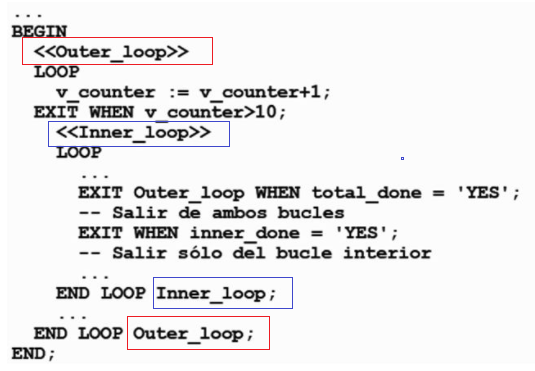 ...
BEGIN
<<Outer_loop>>
LOOP
v_counter := v_counter+1;
EXIT WHEN v_counter>10;
<<Inner_loop>>
LOOP
...
EXIT Outer_loop WHEN total_done = 'YES';
-- Salir de ambos bucles
EXIT WHEN inner_done = 'YES';
-- Salir sólo del bucle interior
...
END LOOP Inner_loop;
...
END LOOP Outer_loop;
END;